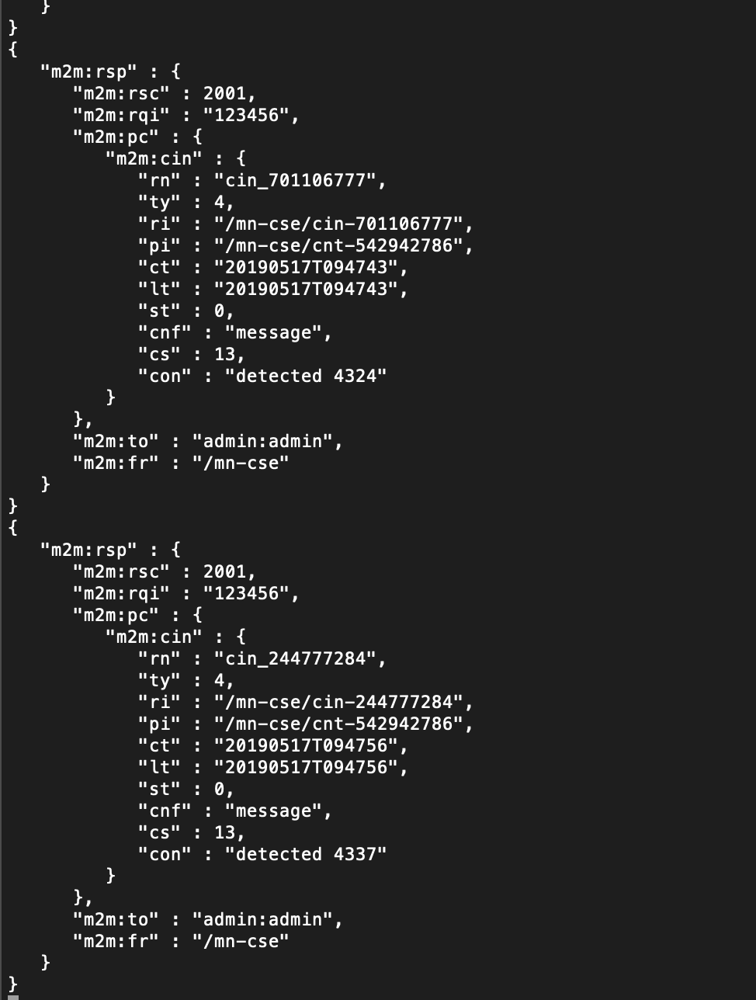 }
}
{
   "m2m:rsp" : {
      "m2m:rsc" : 2001,
      "m2m:rqi" : "123456",
      "m2m:pc" : {
         "m2m:cin" : {
            "rn" : "cin_701106777",
            "ty" : 4,
            "ri" : "/mn-cse/cin-701106777",
            "pi" : "/mn-cse/cnt-542942786",
            "ct" : "20190517T094743",
            "lt" : "20190517T094743",
            "st" : 0,
            "cnf" : "message",
            "cs" : 13,
            "con" : "detected 4324"
         }
      },
      "m2m:to" : "admin:admin",
      "m2m:fr" : "/mn-cse"
   }
}
{
   "m2m:rsp" : {
      "m2m:rsc" : 2001,
      "m2m:rqi" : "123456",
      "m2m:pc" : {
         "m2m:cin" : {
            "rn" : "cin_244777284",
            "ty" : 4,
            "ri" : "/mn-cse/cin-244777284",
            "pi" : "/mn-cse/cnt-542942786",
            "ct" : "20190517T094756",
            "lt" : "20190517T094756",
            "st" : 0,
            "cnf" : "message",
            "cs" : 13,
            "con" : "detected 4337"
         }
      },
      "m2m:to" : "admin:admin",
      "m2m:fr" : "/mn-cse"
   }
}